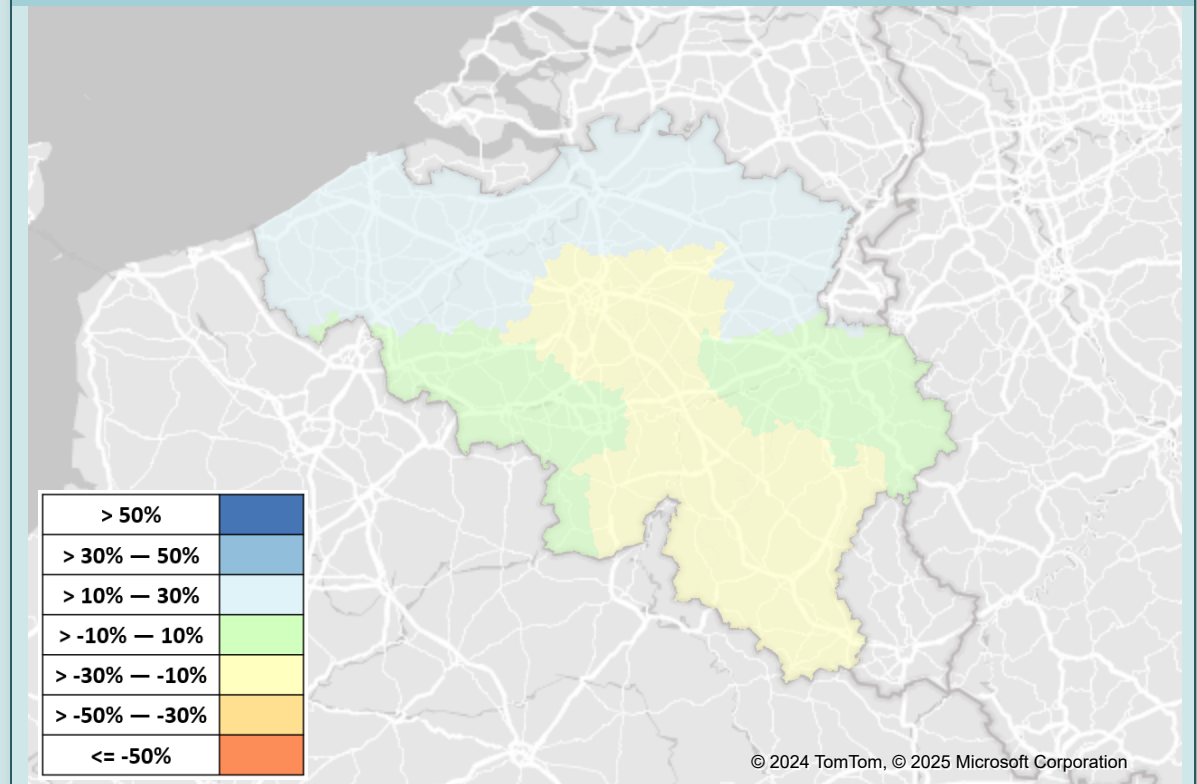 > 50%
> 30% — 50%
> 10% — 30%
> -10% — 10%
> -30% — -10%
> -50% — -30%
<= -50%
© 2024 TomTom, © 2025 Microsoft Corporation